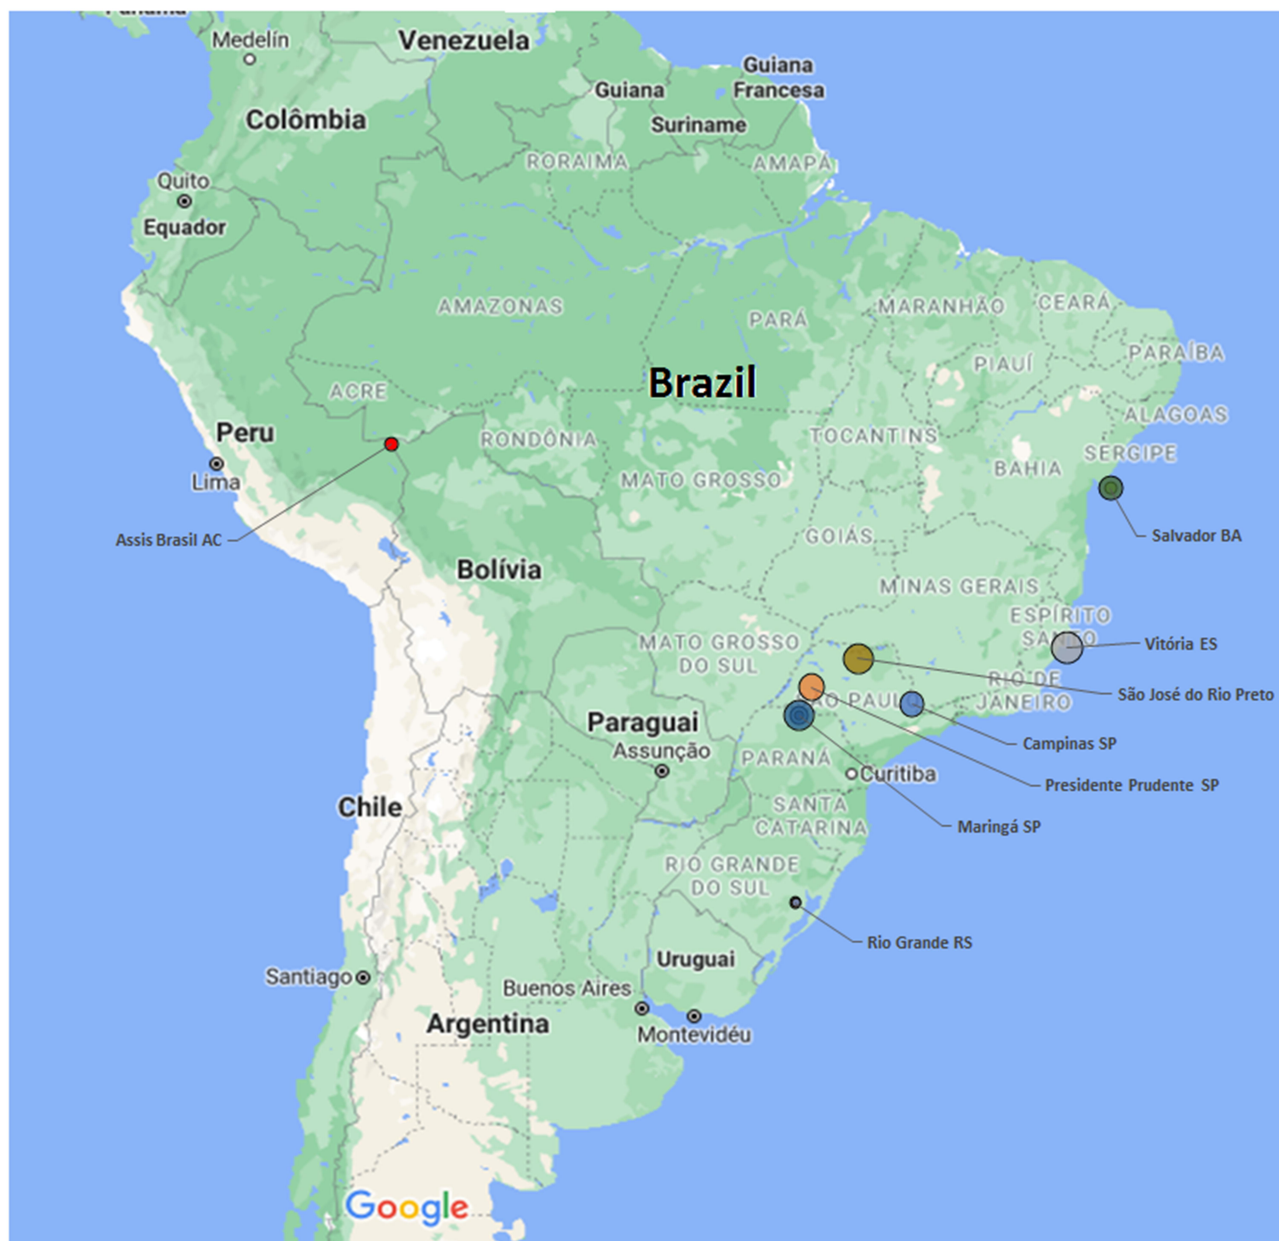 Panamá
Medelín
Venezuela
Guiana
Francesa
Guiana
Colômbia
Suriname
RORAIMA
AMAPÁ
Quito
Equador
AMAZONAS
PARÁ
MARANHÃO
CEARÁ
PIAUÍ
PARAÍBA
ACRE
Brazil
ALAGOAS
Peru
RONDÔNIA
TOCANTINS
SERGIPE
BAHIA
Lima
MATO GROSSO
Assis Brasil AC
GOIÁS
Salvador BA
Bolívia
MINAS GERAIS
ESPÍRITO
SANTO
Vitória ES
MATO GROSSO
DO SUL
RIO DE
JANEIRO
São José do Rio Preto
SÃO PAULO
Paraguai
Assunção
Campinas SP
PARANÁ
Curitiba
Presidente Prudente SP
Chile
SANTA
CATARINA
Maringá SP
RIO GRANDE
DO SUL
Rio Grande RS
Uruguai
Santiago
Buenos Aires
Argentina
Montevidéu
Google